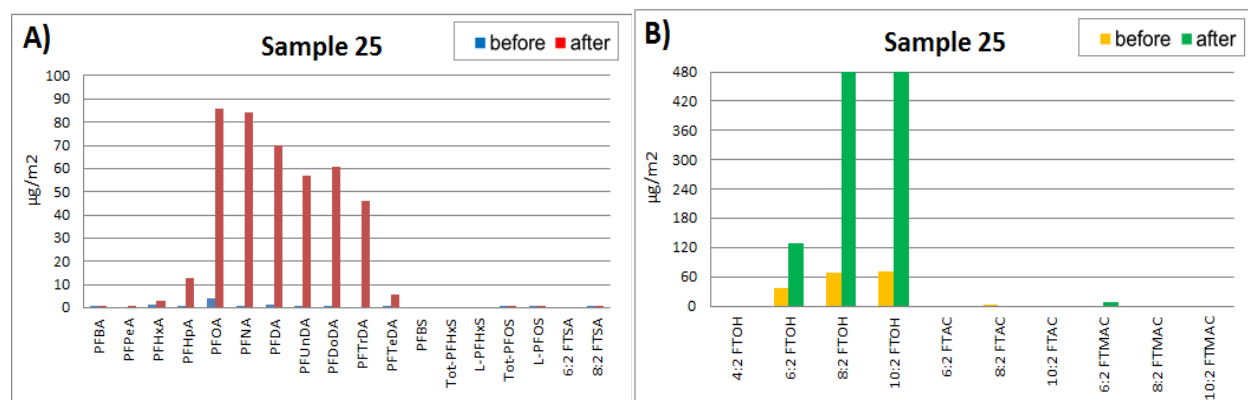 A)
Sample 25
before after
100
90
80
70
60
50
40
30
20
10
0
µg/m2
PFBA
PFPeA
PFHxA
PFHpA
PFOA
PFNA
PFDA
PFUnDA
PFDoDA
PFTrDA
PFTeDA
PFBS
Tot-PFHxS
L-PFHxS
Tot-PFOS
L-PFOS
6:2 FTSA
8:2 FTSA
B)
Sample 25
before after
480
420
360
300
240
180
120
60
0
µg/m2
4:2 FTOH
6:2 FTOH
8:2 FTOH
10:2 FTOH
6:2 FTAC
8:2 FTAC
10:2 FTAC
6:2 FTMAC
8:2 FTMAC
10:2 FTMAC